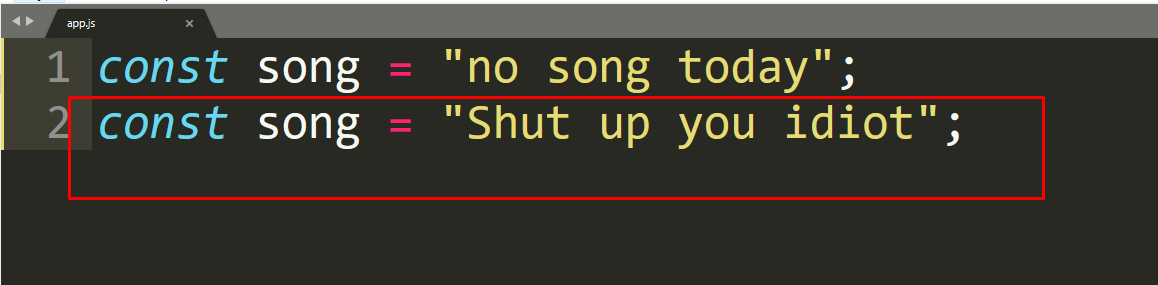 app.js
1 const song = "no song today";
2 const song = "Shut up you idiot";